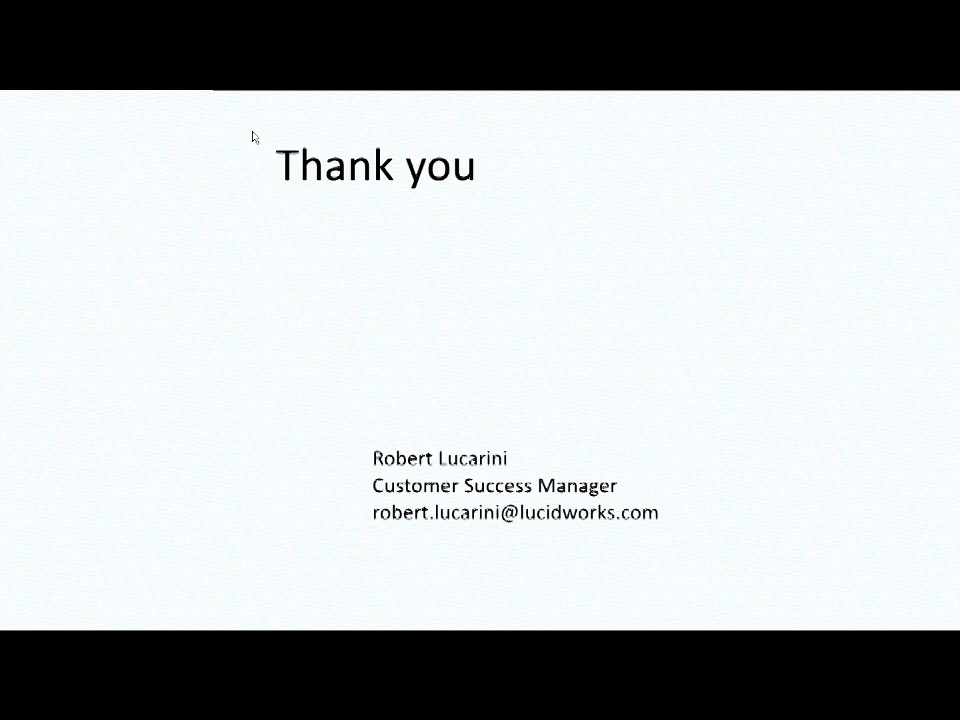 Thank you
Robert Lucarini
Customer Success Manager
robert.lucarini@lucidworks.com